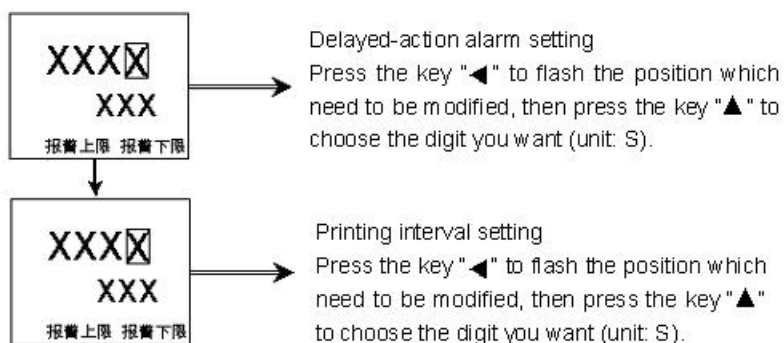 XXXX
XXX
报警上限 报警下限
Delayed-action alarm setting
Press the key "◀" to flash the position which
need to be modified, then press the key "▲" to
choose the digit you want (unit: S).
XXXX
XXX
报警上限 报警下限
Printing interval setting
Press the key "◀" to flash the position which
need to be modified, then press the key "▲"
to choose the digit you want (unit: S).